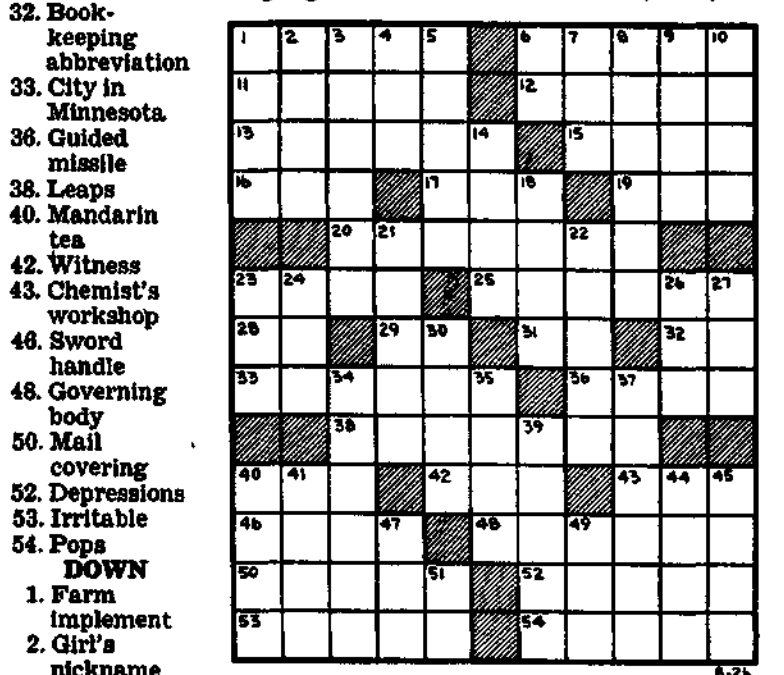 32. Book-
keeping
abbreviation
33. City in
Minnesota
36. Guided
missile
38. Leaps
40. Mandarin
tea
42. Witness
43. Chemist's
workshop
46. Sword
handle
48. Governing
body
50. Mail
covering
52. Depressions
53. Irritable
54. Pops
DOWN
1. Farm
implement
2. Girl's
nickname
1 2 3 4 5 6 7 8 9 10
11 12
13 14 15
16 17 18 19
20 21 22
23 24 25 26 27
28 29 30 31 32
33 34 35 36 37
38 39
40 41 42 43 44 45
46 47 48 49
50 51 52
53 54
8-26